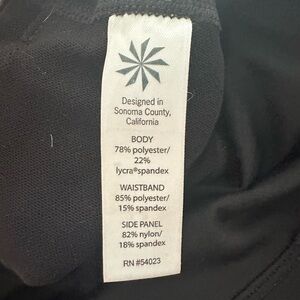 Designed in
Sonoma County,
California
BODY
78% polyester/
22%
lycra®spandex
WAISTBAND
85% polyester/
15% spandex
SIDE PANEL
82% nylon/
18% spandex
RN #54023